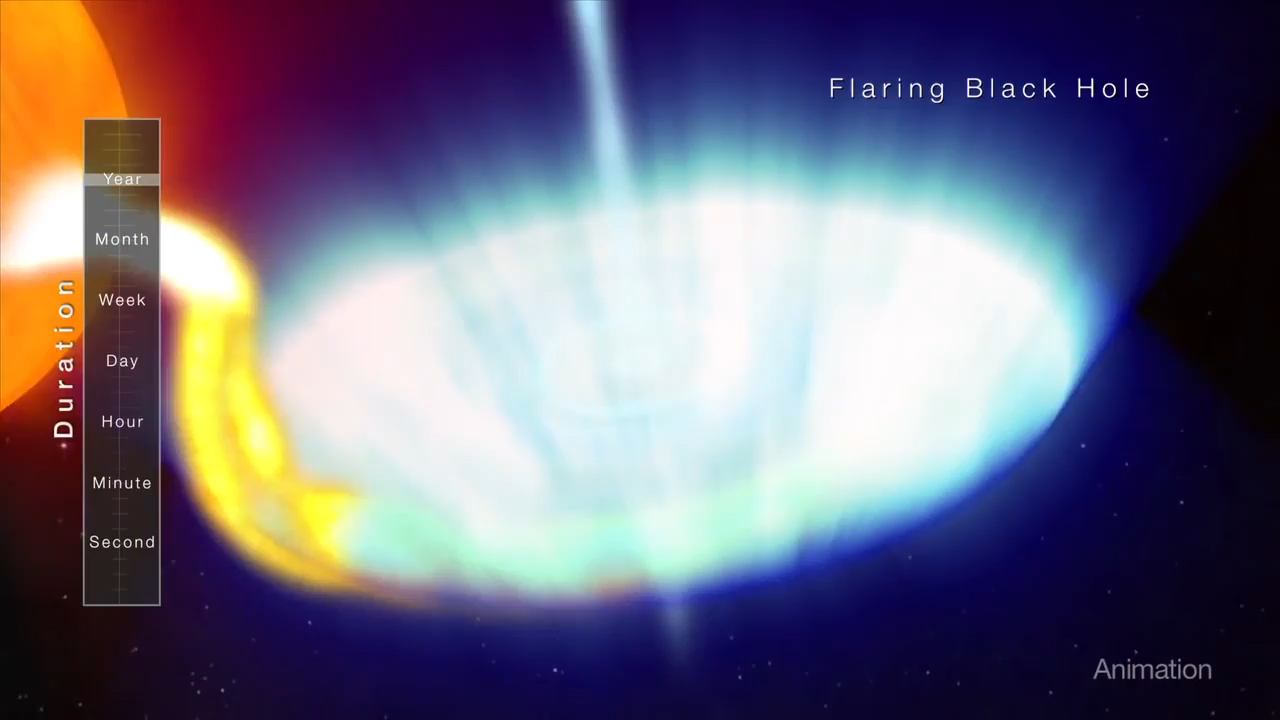 Flaring Black Hole
Duration
Year
Month
Week
Day
Hour
Minute
Second
Animation